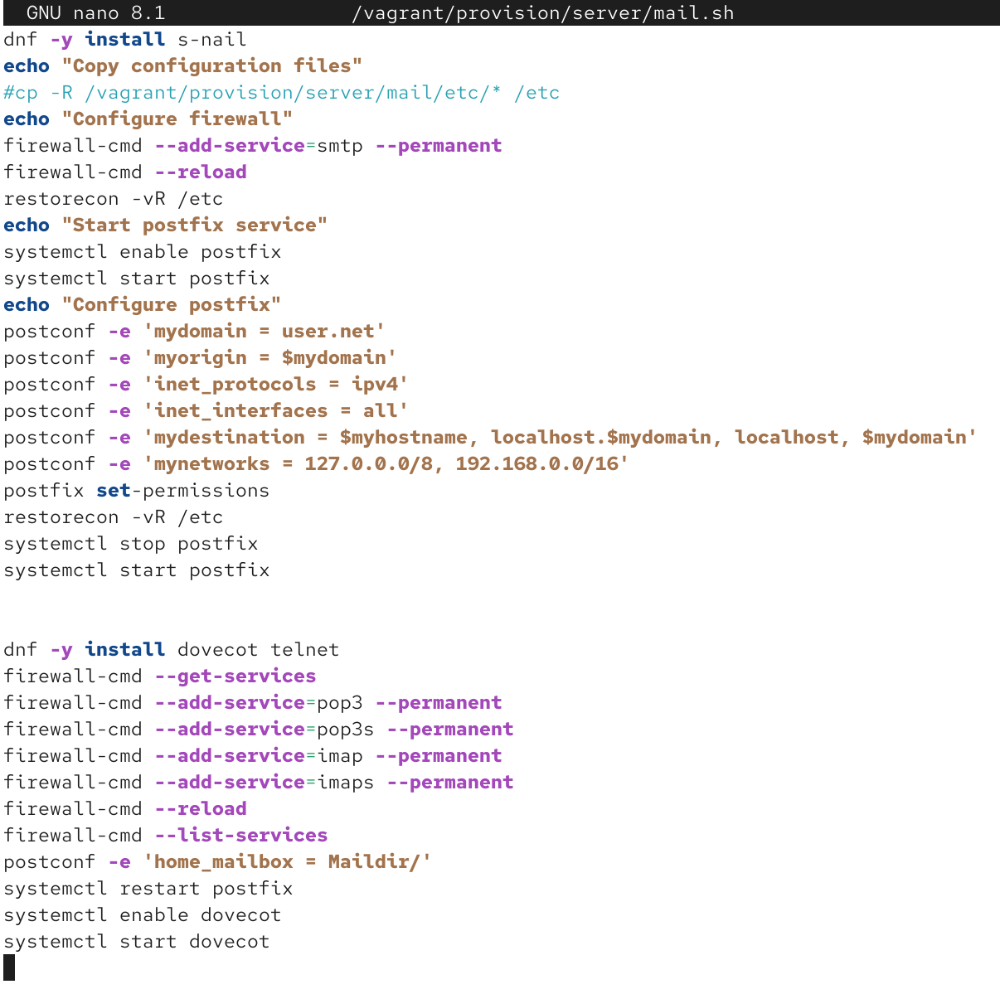 GNU nano 8.1 /vagrant/provision/server/mail.sh
dnf -y install s-nail
echo "Copy configuration files"
#cp -R /vagrant/provision/server/mail/etc/* /etc
echo "Configure firewall"
firewall-cmd --add-service=smtp --permanent
firewall-cmd --reload
restorecon -vR /etc
echo "Start postfix service"
systemctl enable postfix
systemctl start postfix
echo "Configure postfix"
postconf -e 'mydomain = user.net'
postconf -e 'myorigin = $mydomain'
postconf -e 'inet_protocols = ipv4'
postconf -e 'inet_interfaces = all'
postconf -e 'mydestination = $myhostname, localhost.$mydomain, localhost, $mydomain'
postconf -e 'mynetworks = 127.0.0.0/8, 192.168.0.0/16'
postfix set-permissions
restorecon -vR /etc
systemctl stop postfix
systemctl start postfix
dnf -y install dovecot telnet
firewall-cmd --get-services
firewall-cmd --add-service=pop3 --permanent
firewall-cmd --add-service=pop3s --permanent
firewall-cmd --add-service=imap --permanent
firewall-cmd --add-service=imaps --permanent
firewall-cmd --reload
firewall-cmd --list-services
postconf -e 'home_mailbox = Maildir/'
systemctl restart postfix
systemctl enable dovecot
systemctl start dovecot